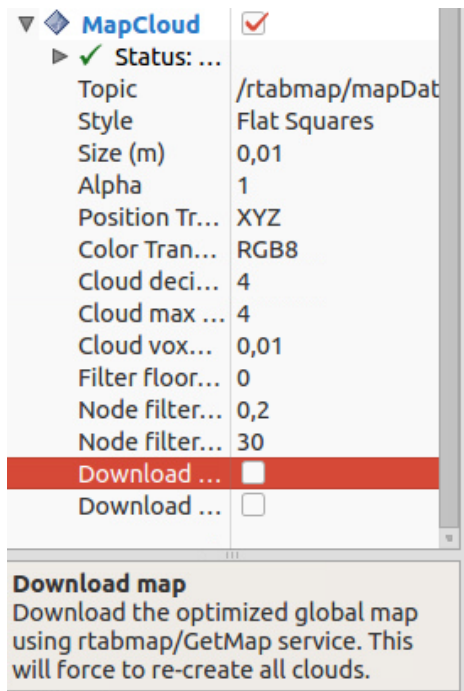 MapCloud
Status: ...
Topic /rtabmap/mapDat
Style Flat Squares
Size (m) 0,01
Alpha 1
Position Tr... XYZ
Color Tran... RGB8
Cloud deci... 4
Cloud max ... 4
Cloud vox... 0,01
Filter floor... 0
Node filter... 0,2
Node filter... 30
Download ...
Download ...
Download map
Download the optimized global map
using rtabmap/GetMap service. This
will force to re-create all clouds.